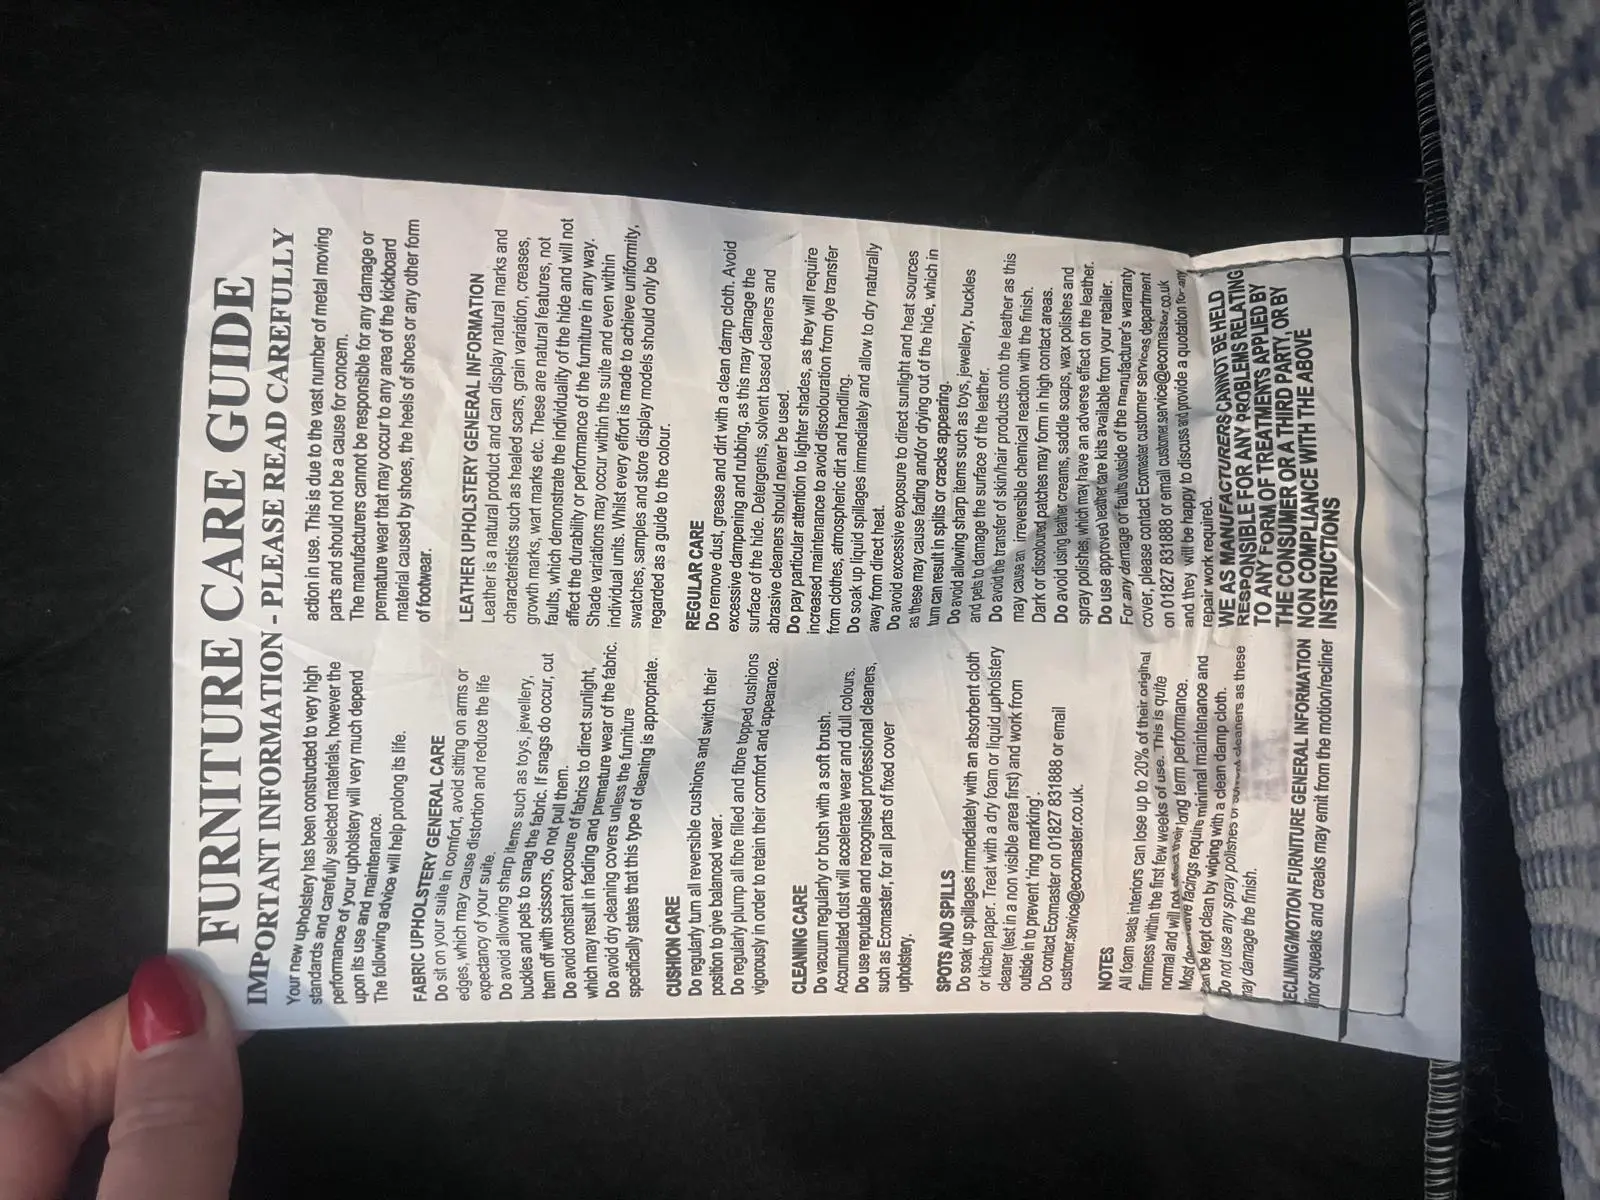 FURNITURE CARE GUIDE
IMPORTANT INFORMATION - PLEASE READ CAREFULLY
Your new upholstery has been constructed to very high
standards and carefully selected materials, however the
performance of your upholstery will very much depend
upon its use and maintenance.
The following advice will help prolong its life.
FABRIC UPHOLSTERY GENERAL CARE
Do sit on your suite in comfort, avoid sitting on arms or
edges, which may cause distortion and reduce the life
expectancy of your suite.
Do avoid allowing sharp items such as toys, jewellery,
buckles and pets to snag the fabric. If snags do occur, cut
them off with scissors, do not pull them.
Do avoid constant exposure of fabrics to direct sunlight,
which may result in fading and premature wear of the fabric.
Do avoid dry cleaning covers unless the furniture
specifically states that this type of cleaning is appropriate.
CUSHION CARE
Do regularly turn all reversible cushions and switch their
position to give balanced wear.
Do regularly plump all fibre filled and fibre topped cushions
vigorously in order to retain their comfort and appearance.
CLEANING CARE
Do vacuum regularly or brush with a soft brush.
Accumulated dust will accelerate wear and dull colours.
Do use reputable and recognised professional cleaners,
such as Ecomaster, for all parts of fixed cover
upholstery.
SPOTS AND SPILLS
Do soak up spillages immediately with an absorbent cloth
or kitchen paper. Treat with a dry foam or liquid upholstery
cleaner (test in a non visible area first) and work from
outside in to prevent 'ring marking'.
Do contact Ecomaster on 01827 831888 or email
customer.service@ecomaster.co.uk.
NOTES
All foam seats interiors can lose up to 20% of their original
firmness within the first few weeks of use. This is quite
normal and will not effect their long term performance.
Most decorative facings require minimal maintenance and
can be kept clean by wiping with a clean damp cloth.
Do not use any spray polishes or solvent cleaners as these
may damage the finish.
RECLINING/MOTION FURNITURE GENERAL INFORMATION
Minor squeaks and creaks may emit from the motion/recliner
action in use. This is due to the vast number of metal moving
parts and should not be a cause for concern.
The manufacturers cannot be responsible for any damage or
premature wear that may occur to any area of the kickboard
material caused by shoes, the heels of shoes or any other form
of footwear.
LEATHER UPHOLSTERY GENERAL INFORMATION
Leather is a natural product and can display natural marks and
characteristics such as healed scars, grain variation, creases,
growth marks, wart marks etc. These are natural features, not
faults, which demonstrate the individuality of the hide and will not
affect the durability or performance of the furniture in any way.
Shade variations may occur within the suite and even within
individual units. Whilst every effort is made to achieve uniformity,
swatches, samples and store display models should only be
regarded as a guide to the colour.
REGULAR CARE
Do remove dust, grease and dirt with a clean damp cloth. Avoid
excessive dampening and rubbing, as this may damage the
surface of the hide. Detergents, solvent based cleaners and
abrasive cleaners should never be used.
Do pay particular attention to lighter shades, as they will require
increased maintenance to avoid discolouration from dye transfer
from clothes, atmospheric dirt and handling.
Do soak up liquid spillages immediately and allow to dry naturally
away from direct heat.
Do avoid excessive exposure to direct sunlight and heat sources
as these may cause fading and/or drying out of the hide, which in
turn can result in splits or cracks appearing.
Do avoid allowing sharp items such as toys, jewellery, buckles
and pets to damage the surface of the leather.
Do avoid the transfer of skin/hair products onto the leather as this
may cause an irreversible chemical reaction with the finish.
Dark or discoloured patches may form in high contact areas.
Do avoid using leather creams, saddle soaps, wax polishes and
spray polishes, which may have an adverse effect on the leather.
Do use approved leather care kits available from your retailer.
For any damage or faults outside of the manufacturer's warranty
cover, please contact Ecomaster customer services department
on 01827 831888 or email customer.service@ecomaster.co.uk
and they will be happy to discuss and provide a quotation for any
repair work required.
WE AS MANUFACTURERS CANNOT BE HELD
RESPONSIBLE FOR ANY PROBLEMS RELATING
TO ANY FORM OF TREATMENTS APPLIED BY
THE CONSUMER OR A THIRD PARTY, OR BY
NON COMPLIANCE WITH THE ABOVE
INSTRUCTIONS